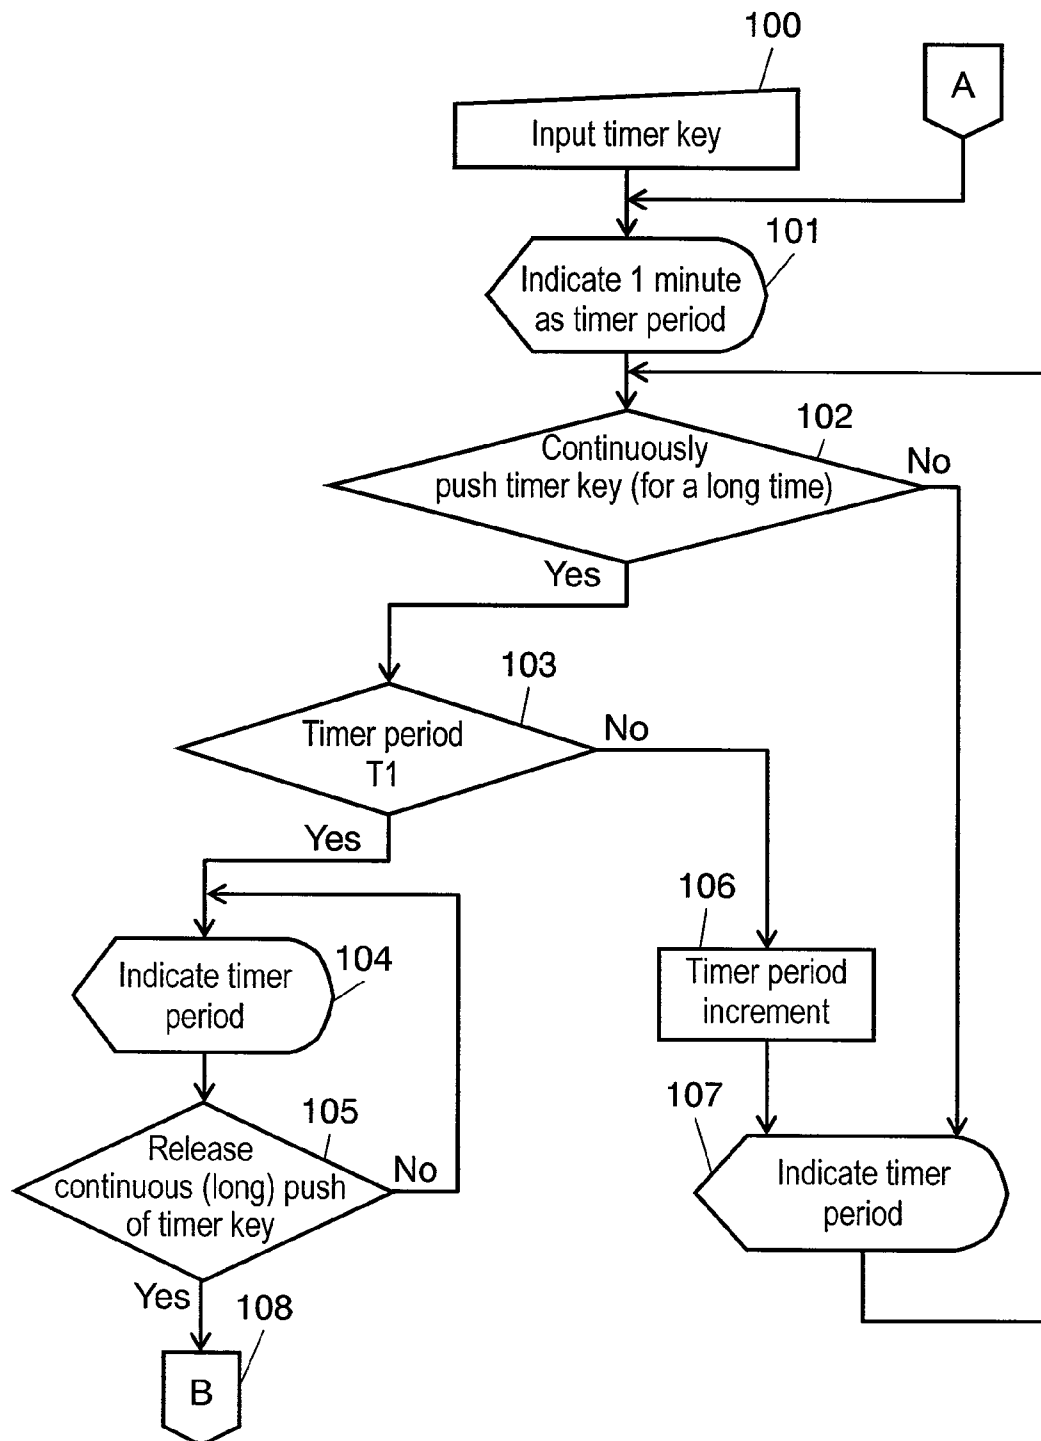 100
A
Input timer key
101
Indicate 1 minute
as timer period
102
Continuously
push timer key (for a long time)
No
Yes
103
Timer period
T1
No
Yes
106
Timer period
increment
104
Indicate timer
period
107
105
Release
continuous (long) push
of timer key
No
Indicate timer
period
Yes
108
B